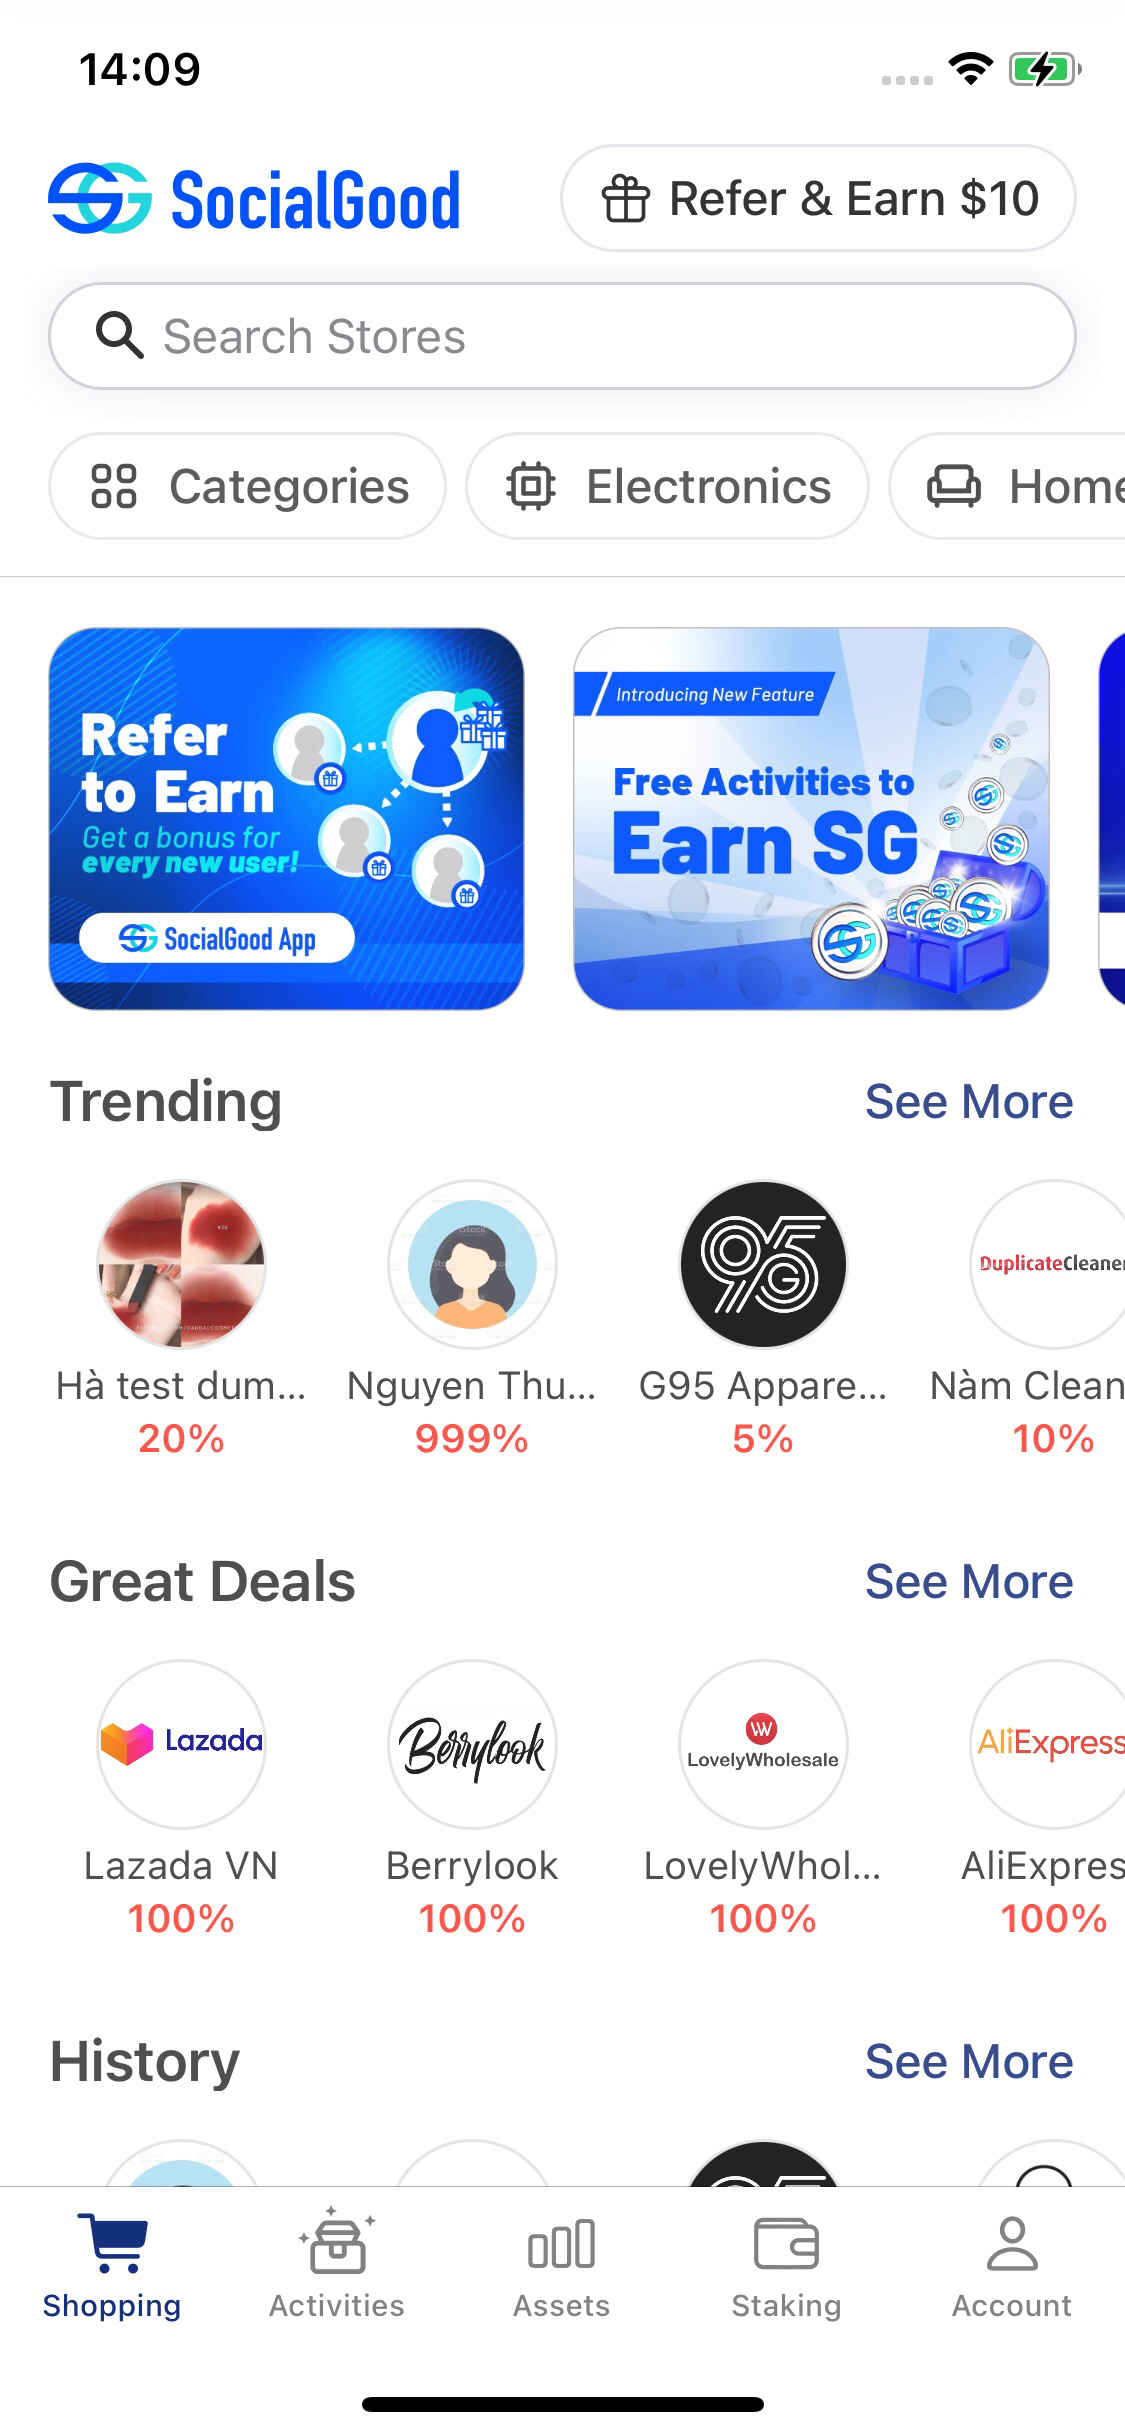 14:09
SG SocialGood
Refer & Earn $10
Search Stores
Categories
Electronics
Home
Refer
to Earn
Get a bonus for
every new user!
SG SocialGood App
Introducing New Feature
Free Activities to
Earn SG
Trending
See More
Hà test dum...
Nguyen Thu...
G95 Appare...
Nàm Clean
20%
999%
5%
10%
DuplicateCleaner
Great Deals
See More
Lazada
Berrylook
LovelyWholesale
AliExpress
Lazada VN
Berrylook
LovelyWhol...
AliExpres
100%
100%
100%
100%
History
See More
Shopping
Activities
Assets
Staking
Account